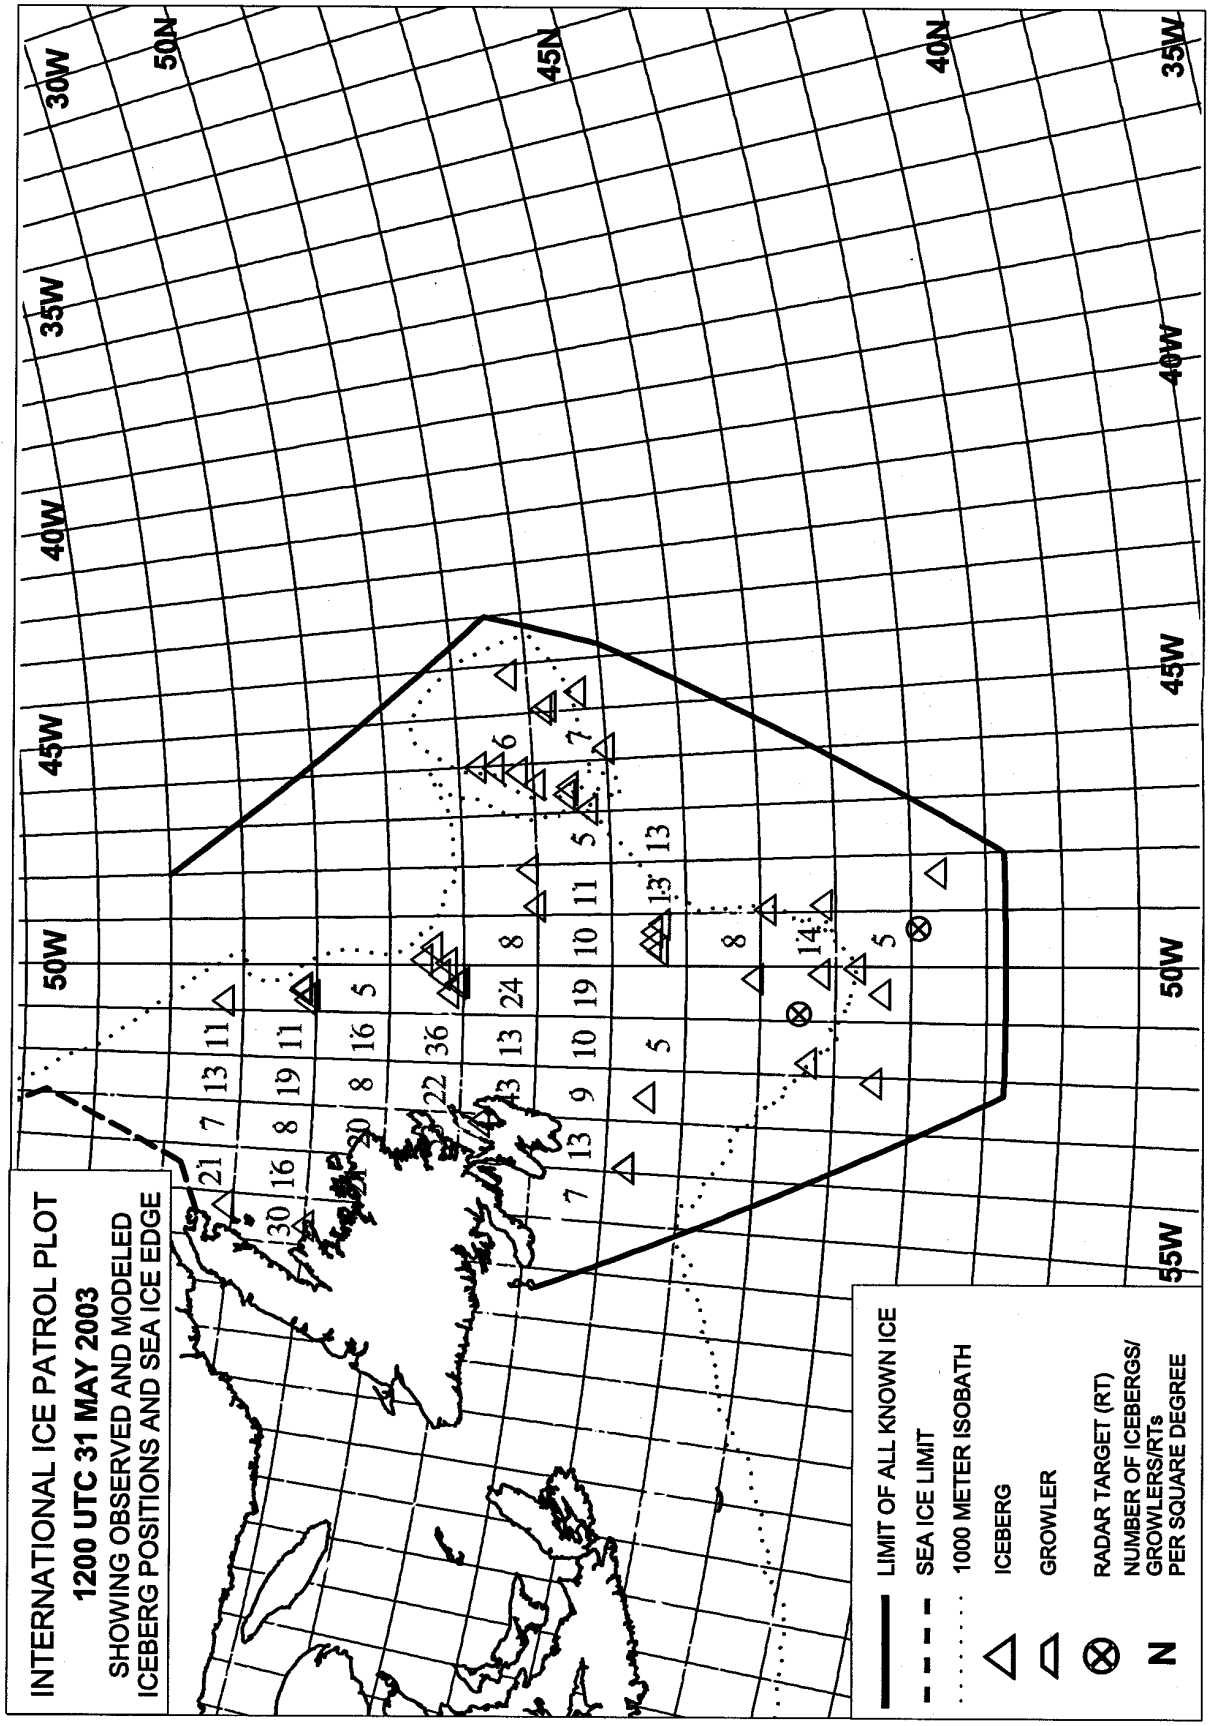 INTERNATIONAL ICE PATROL PLOT
1200 UTC 31 MAY 2003
SHOWING OBSERVED AND MODELED
ICEBERG POSITIONS AND SEA ICE EDGE
50W 45W 40W 35W 30W
50N
21 7 13 11
30 16 8 19 11
20 8 16 5
22 36
13 24 8 6
45N
7 13 9 10 19 10 11 5 7
5 13 13
8
14
5
40N
55W 50W 45W 40W 35W
LIMIT OF ALL KNOWN ICE
SEA ICE LIMIT
1000 METER ISOBATH
ICEBERG
GROWLER
RADAR TARGET (RT)
N NUMBER OF ICEBERGS/
GROWLERS/RTs
PER SQUARE DEGREE